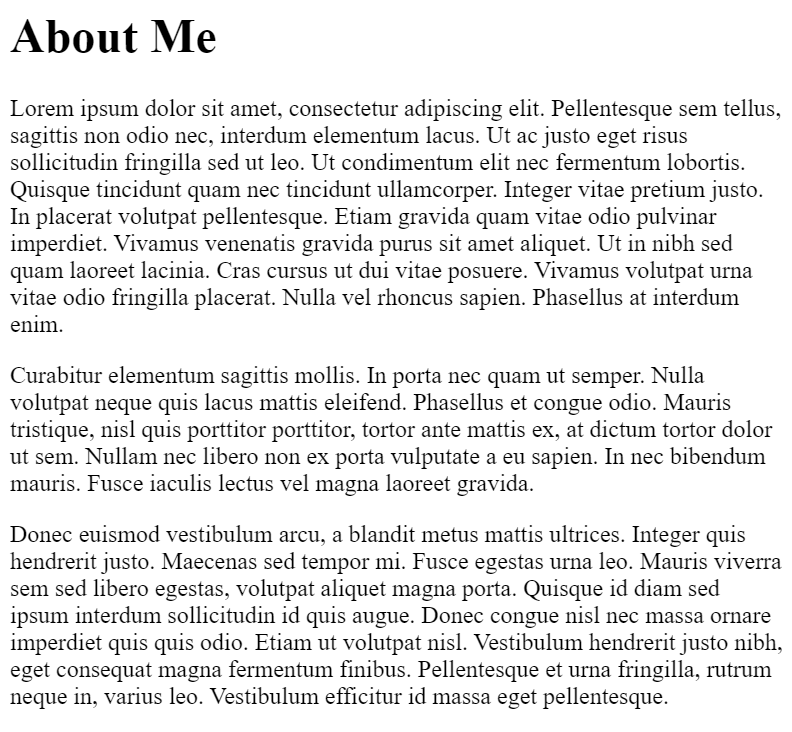 About Me
Lorem ipsum dolor sit amet, consectetur adipiscing elit. Pellentesque sem tellus,
sagittis non odio nec, interdum elementum lacus. Ut ac justo eget risus
sollicitudin fringilla sed ut leo. Ut condimentum elit nec fermentum lobortis.
Quisque tincidunt quam nec tincidunt ullamcorper. Integer vitae pretium justo.
In placerat volutpat pellentesque. Etiam gravida quam vitae odio pulvinar
imperdiet. Vivamus venenatis gravida purus sit amet aliquet. Ut in nibh sed
quam laoreet lacinia. Cras cursus ut dui vitae posuere. Vivamus volutpat urna
vitae odio fringilla placerat. Nulla vel rhoncus sapien. Phasellus at interdum
enim.
Curabitur elementum sagittis mollis. In porta nec quam ut semper. Nulla
volutpat neque quis lacus mattis eleifend. Phasellus et congue odio. Mauris
tristique, nisl quis porttitor porttitor, tortor ante mattis ex, at dictum tortor dolor
ut sem. Nullam nec libero non ex porta vulputate a eu sapien. In nec bibendum
mauris. Fusce iaculis lectus vel magna laoreet gravida.
Donec euismod vestibulum arcu, a blandit metus mattis ultrices. Integer quis
hendrerit justo. Maecenas sed tempor mi. Fusce egestas urna leo. Mauris viverra
sem sed libero egestas, volutpat aliquet magna porta. Quisque id diam sed
ipsum interdum sollicitudin id quis augue. Donec congue nisl nec massa ornare
imperdiet quis quis odio. Etiam ut volutpat nisl. Vestibulum hendrerit justo nibh,
eget consequat magna fermentum finibus. Pellentesque et urna fringilla, rutrum
neque in, varius leo. Vestibulum efficitur id massa eget pellentesque.